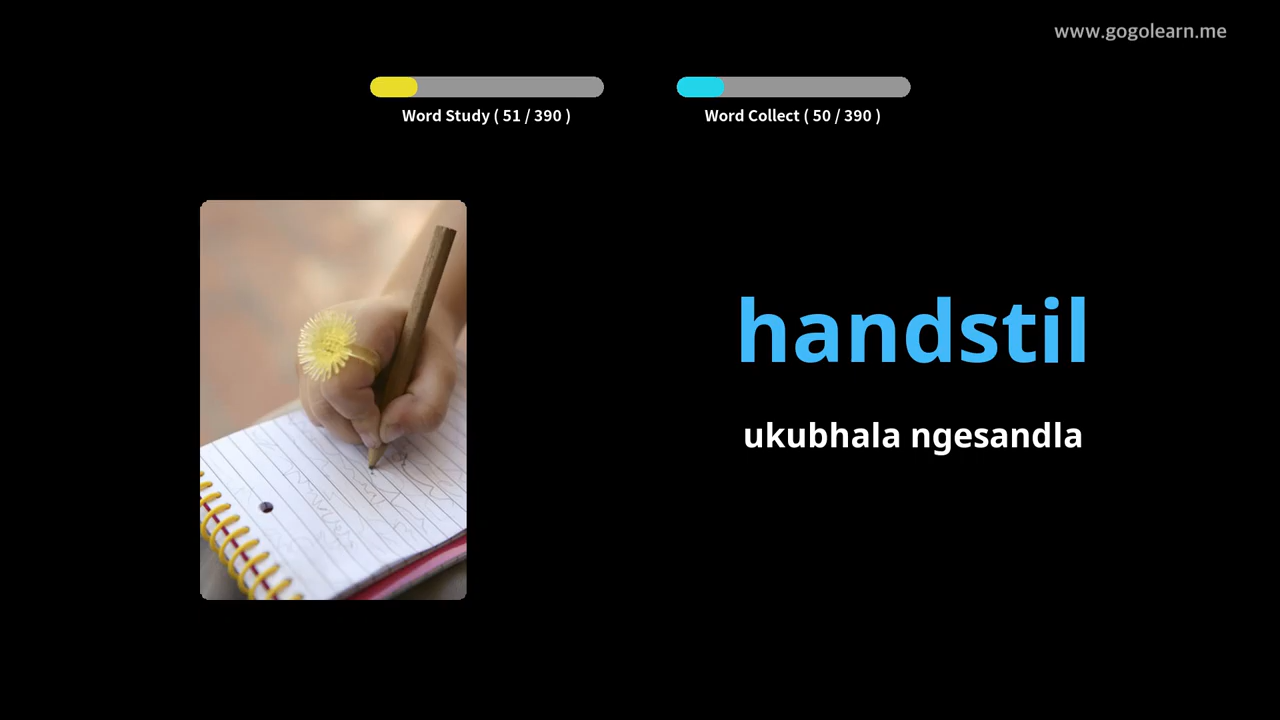 www.gogolearn.me
Word Study ( 51 / 390 )
Word Collect ( 50 / 390 )
handstil
ukubhala ngesandla